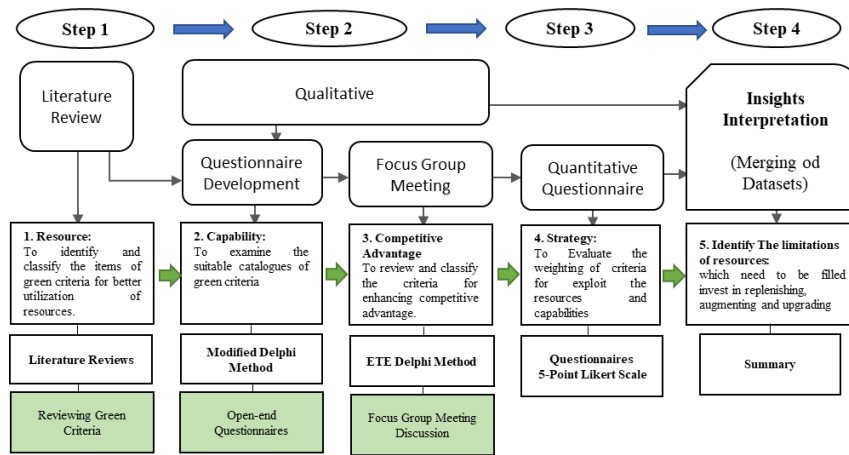 Step 1
Step 2
Step 3
Step 4
Literature
Review
Qualitative
Insights
Interpretation
(Merging od
Datasets)
Questionnaire
Development
Focus Group
Meeting
Quantitative
Questionnaire
1. Resource:
To identify and
classify the items of
green criteria for better
utilization of
resources.
2. Capability:
To examine the
suitable catalogues of
green criteria
3. Competitive
Advantage
To review and classify
the criteria for
enhancing competitive
advantage.
4. Strategy:
To Evaluate the
weighting of criteria
for exploit the
resources and
capabilities
5. Identify The limitations
of resources:
which need to be filled
invest in replenishing,
augmenting and upgrading
Literature Reviews
Modified Delphi
Method
ETE Delphi Method
Questionnaires
5-Point Likert Scale
Summary
Reviewing Green
Criteria
Open-end
Questionnaires
Focus Group Meeting
Discussion